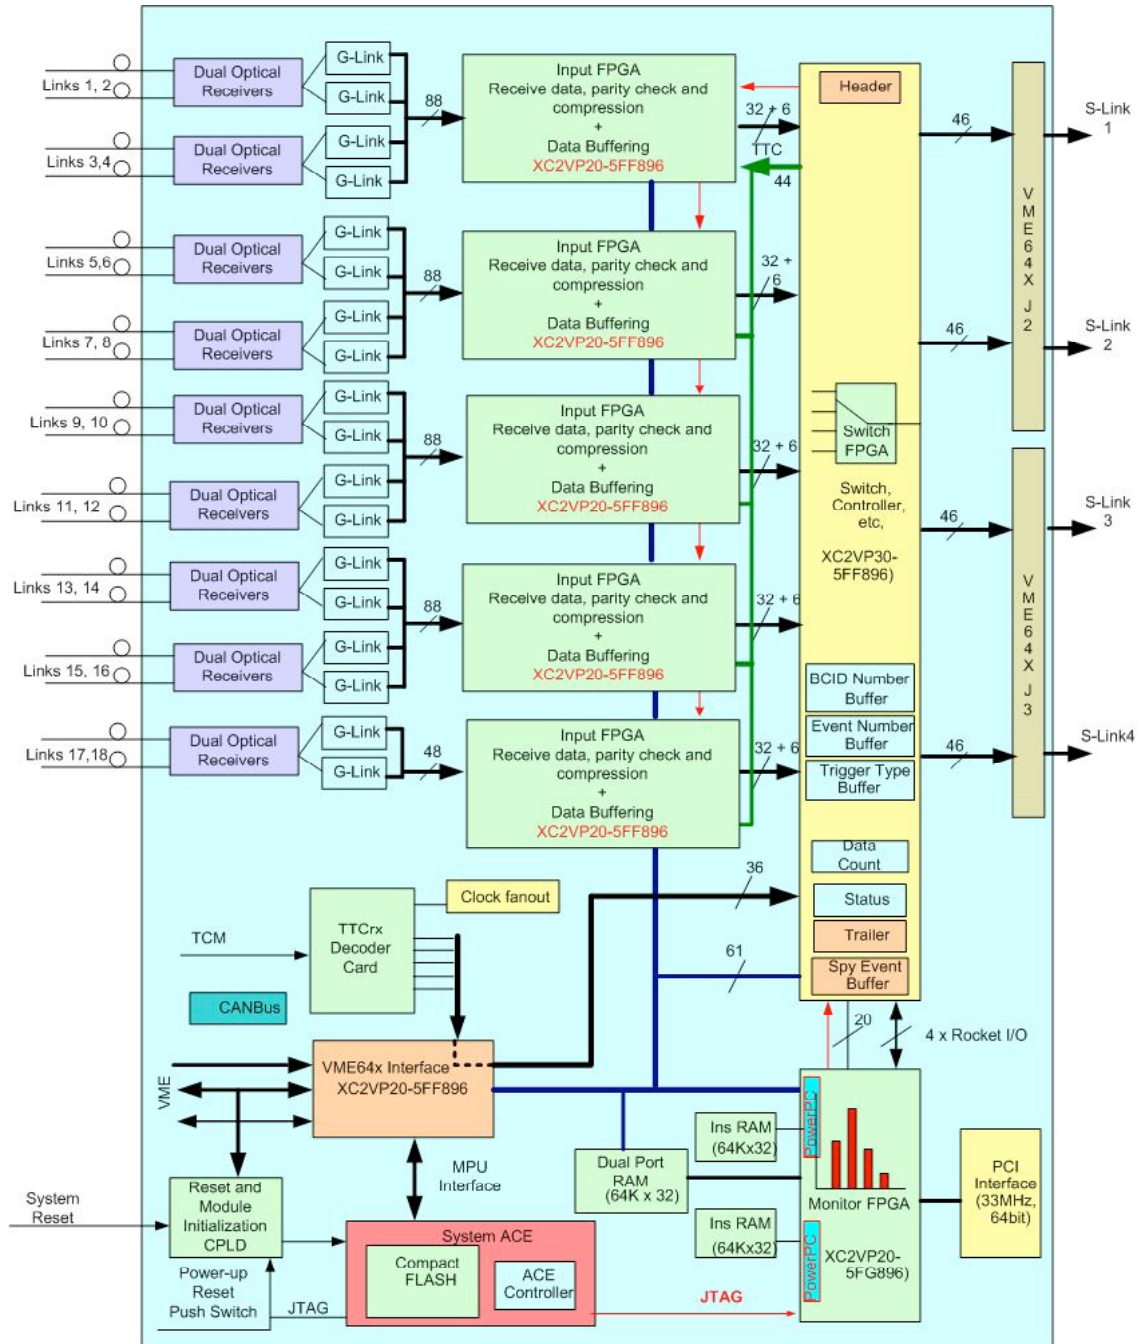 Links 1, 2
Dual Optical
Receivers
G-Link
G-Link
Links 3,4
Dual Optical
Receivers
G-Link
G-Link
88
Input FPGA
Receive data, parity check and
compression
+
Data Buffering
XC2VP20-5FF896
32 + 6
TTC
44
Header
46
S-Link
1
Links 5,6
Dual Optical
Receivers
G-Link
G-Link
Links 7, 8
Dual Optical
Receivers
G-Link
G-Link
88
Input FPGA
Receive data, parity check and
compression
+
Data Buffering
XC2VP20-5FF896
32 +
6
46
VME64X J2
S-Link
2
Links 9, 10
Dual Optical
Receivers
G-Link
G-Link
Links 11, 12
Dual Optical
Receivers
G-Link
G-Link
88
Input FPGA
Receive data, parity check and
compression
+
Data Buffering
XC2VP20-5FF896
32 + 6
Switch
FPGA
Switch,
Controller,
etc,
XC2VP30-
5FF896)
46
S-Link
3
Links 13, 14
Dual Optical
Receivers
G-Link
G-Link
Links 15, 16
Dual Optical
Receivers
G-Link
G-Link
88
Input FPGA
Receive data, parity check and
compression
+
Data Buffering
XC2VP20-5FF896
32 + 6
VME64X J3
BCID Number
Buffer
Event Number
Buffer
Trigger Type
Buffer
46
S-Link4
Links 17,18
Dual Optical
Receivers
G-Link
G-Link
48
Input FPGA
Receive data, parity check and
compression
+
Data Buffering
XC2VP20-5FF896
32 + 6
Data
Count
Status
Trailer
Spy Event
Buffer
36
61
Clock fanout
TTCrx
Decoder
Card
TCM
CANBus
VME64x Interface
XC2VP20-5FF896
VME
20
4 x Rocket I/O
PowerPC
Ins RAM
(64Kx32)
Dual Port
RAM
(64K x 32)
Monitor FPGA
PCI
Interface
(33MHz,
64bit)
Ins RAM
(64Kx32)
PowerPC
XC2VP20-
5FG896)
MPU
Interface
System
Reset
Reset and
Module
Initialization
CPLD
System ACE
Compact
FLASH
ACE
Controller
Power-up
Reset
Push Switch
JTAG
JTAG